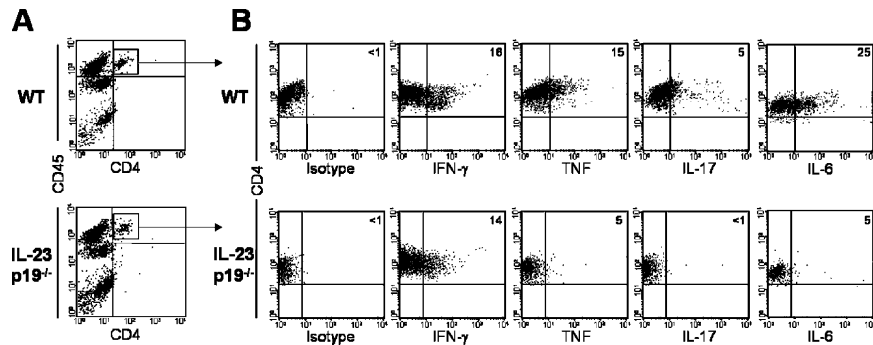 A
B
WT
CD45
CD4
IL-23
p19-/-
CD4
WT
CD4
<1
Isotype
16
IFN-γ
15
TNF
5
IL-17
25
IL-6
IL-23
p19-/-
<1
Isotype
14
IFN-γ
5
TNF
<1
IL-17
5
IL-6